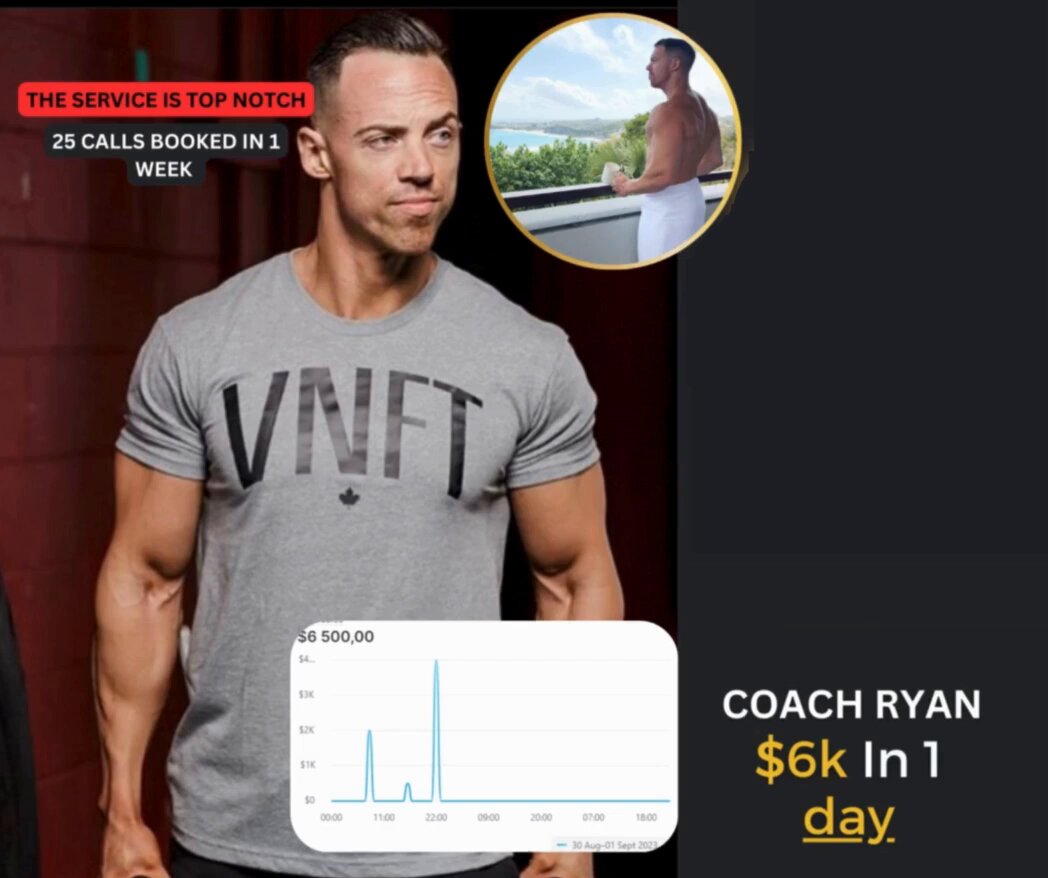 THE SERVICE IS TOP NOTCH
25 CALLS BOOKED IN 1
WEEK
VNFT
$6 500,00
$4...
$3K
$2K
$1K
$0
00:00 11:00 22:00 09:00 20:00 07:00 18:00
30 Aug–01 Sept 2023
COACH RYAN
$6k In 1
day